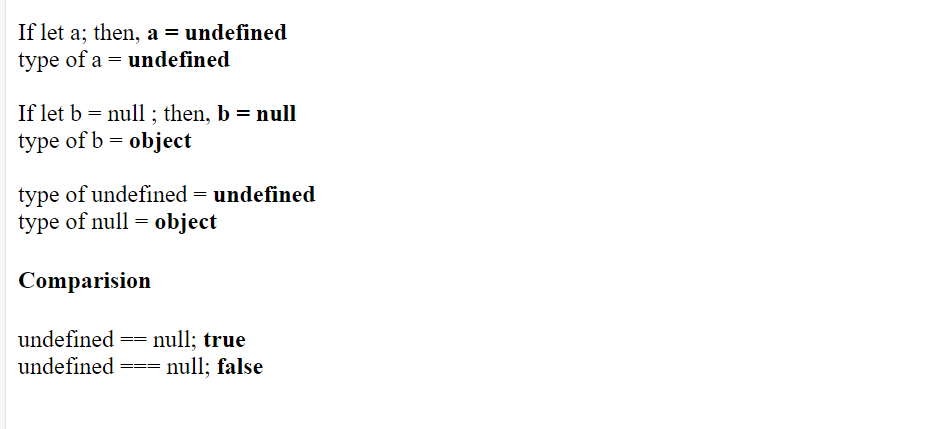 If let a; then, a = undefined
type of a = undefined
If let b = null ; then, b = null
type of b = object
type of undefined = undefined
type of null = object
Comparision
undefined == null; true
undefined === null; false